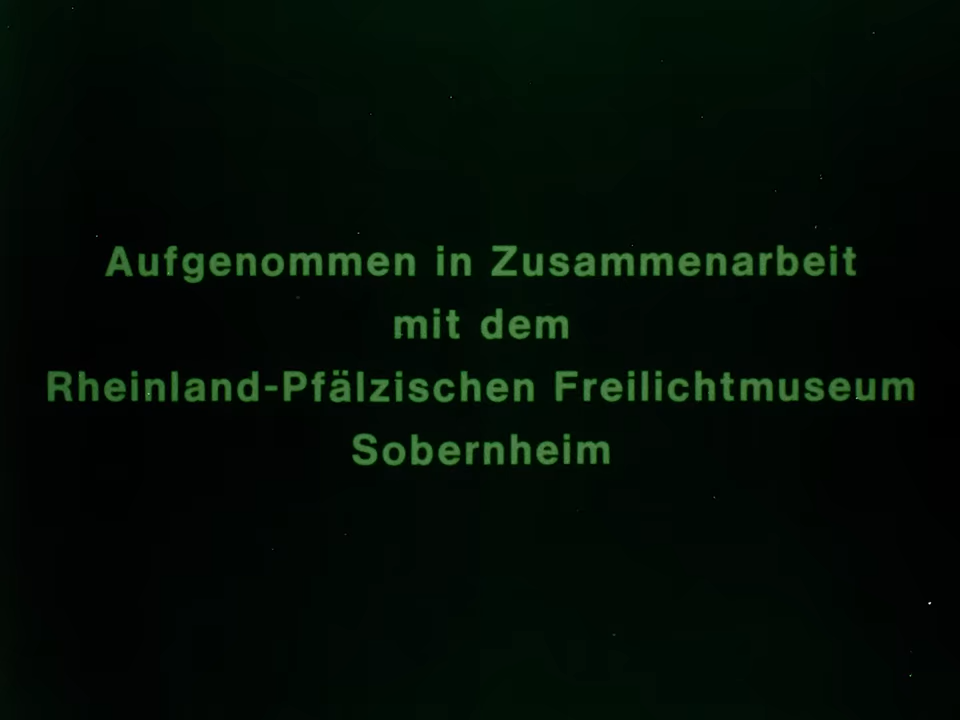 Aufgenommen in Zusammenarbeit
mit dem
Rheinland-Pfälzischen Freilichtmuseum
Sobernheim